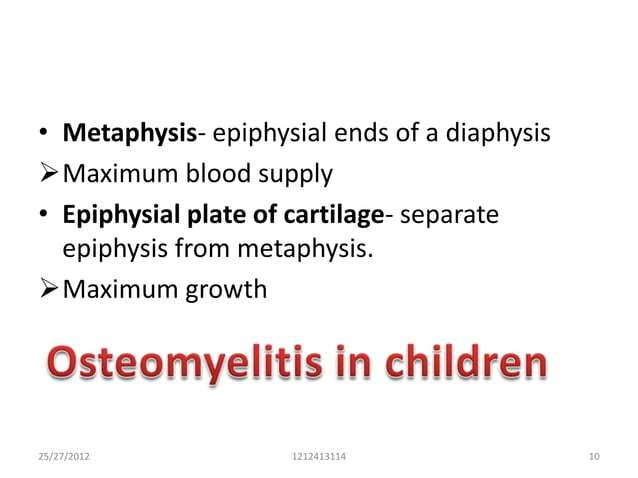 • Metaphysis- epiphysial ends of a diaphysis
➢Maximum blood supply
• Epiphysial plate of cartilage- separate
epiphysis from metaphysis.
➢Maximum growth
Osteomyelitis in children
25/27/2012 1212413114 10